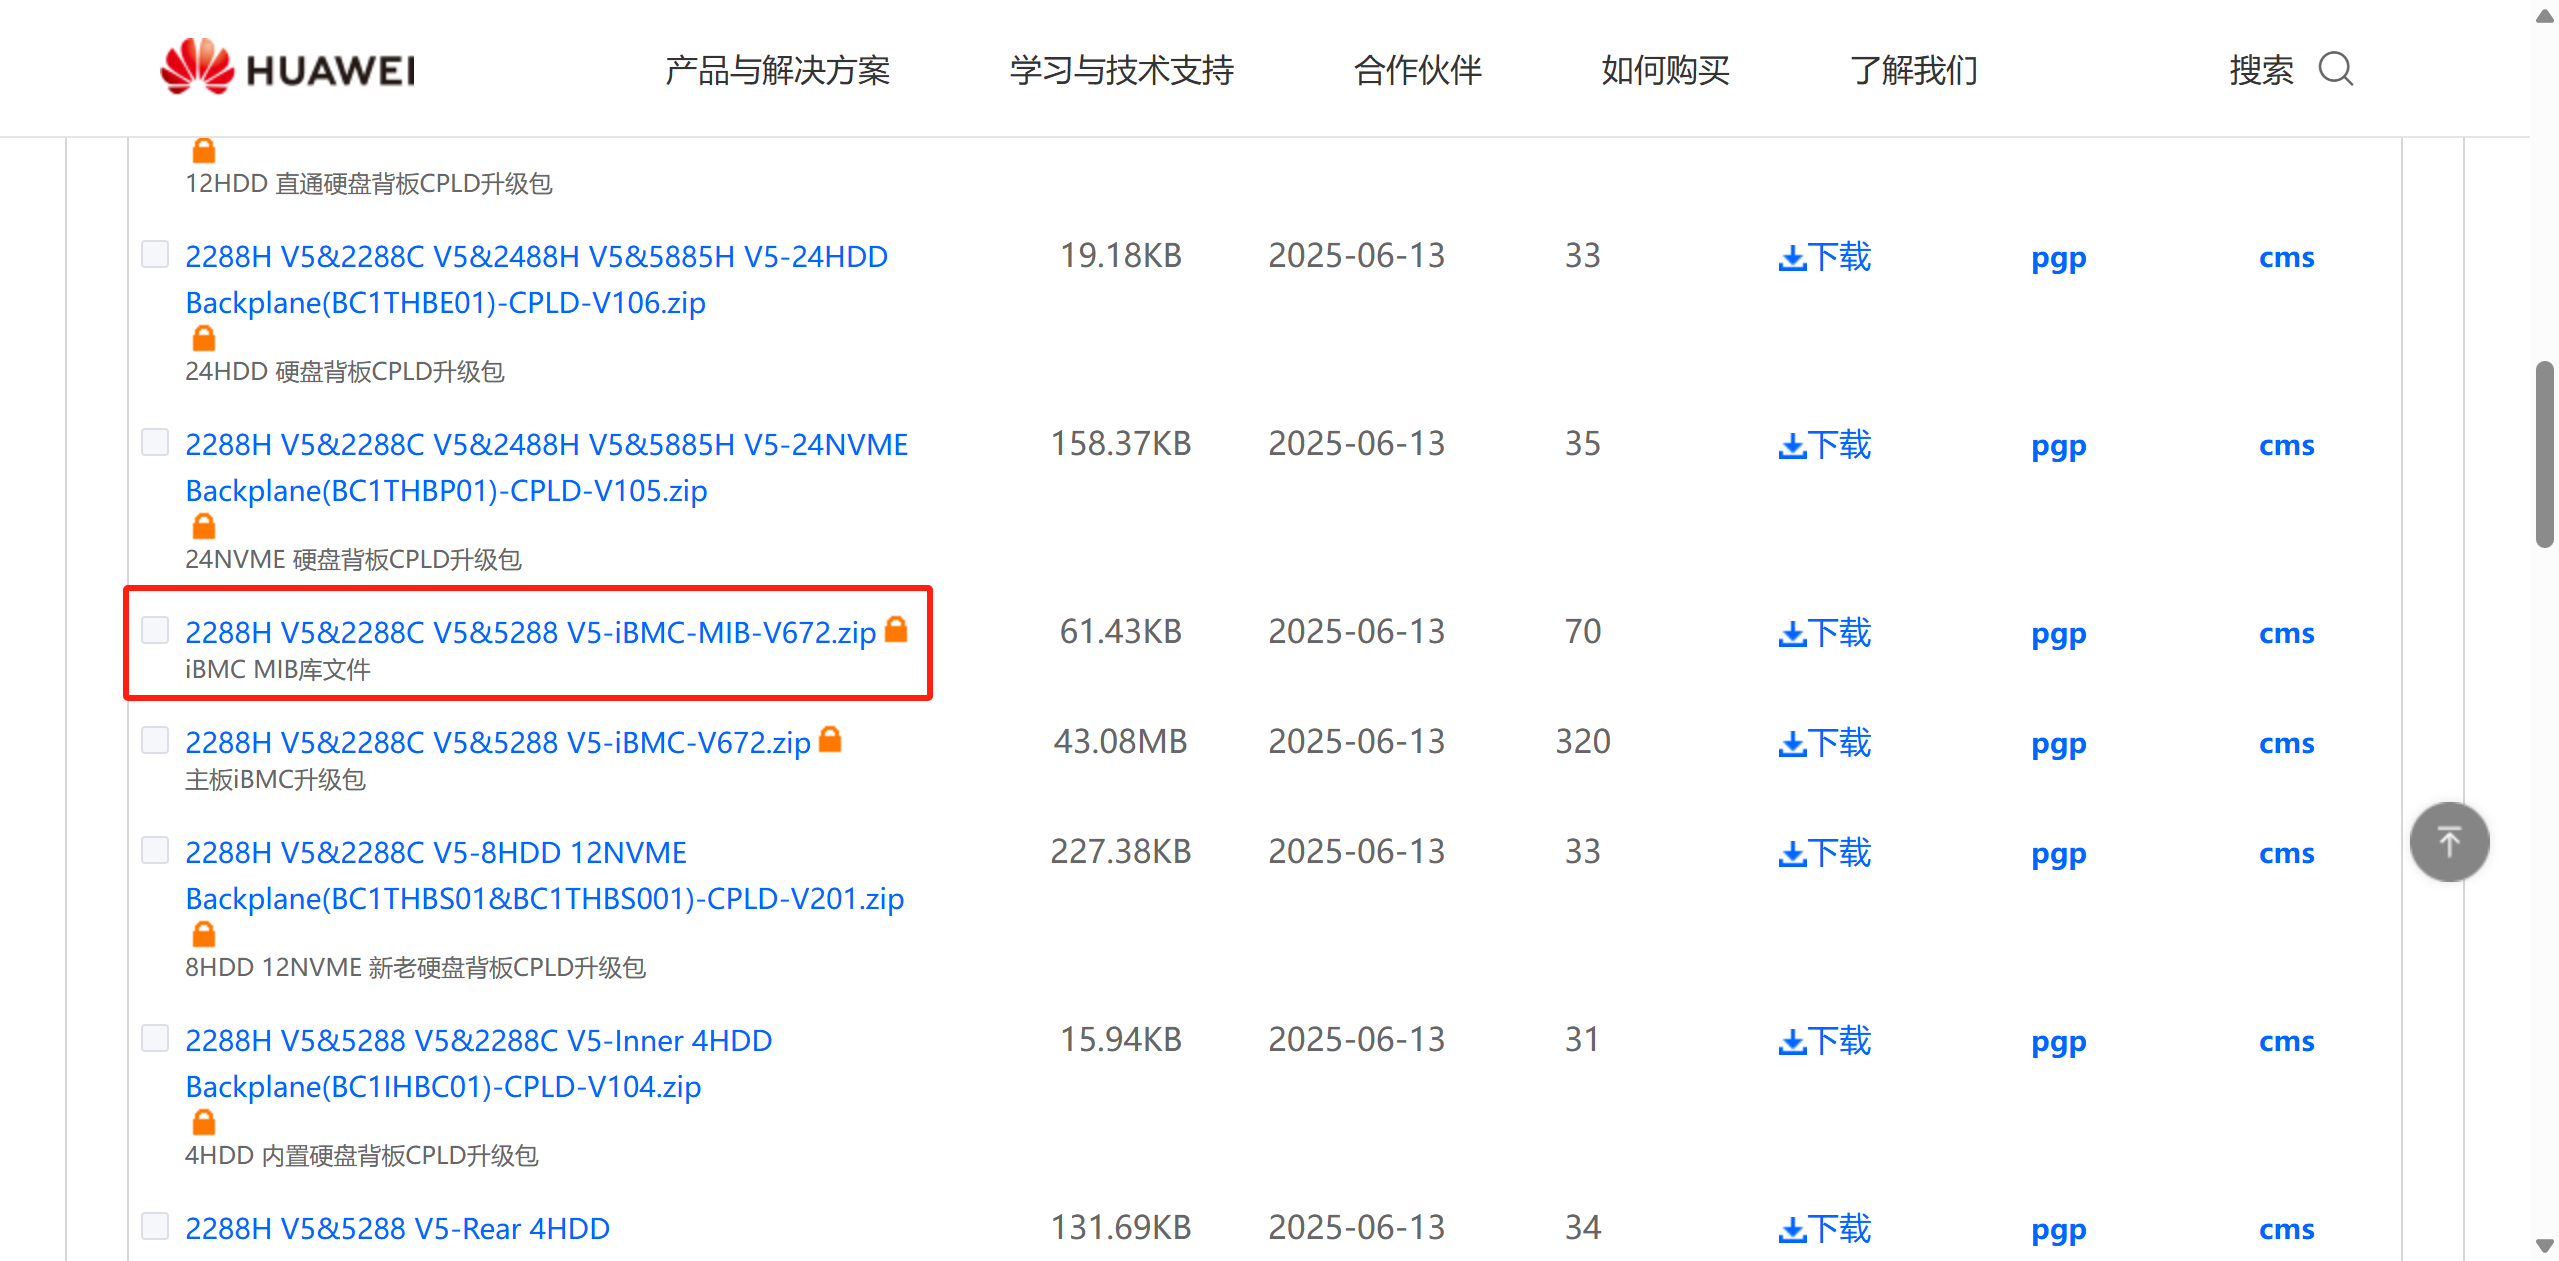 HUAWEI 产品与解决方案 学习与技术支持 合作伙伴 如何购买 了解我们 搜索
12HDD 直通硬盘背板CPLD升级包
2288H V5&2288C V5&2488H V5&5885H V5-24HDD 19.18KB 2025-06-13 33 下载 pgp cms
Backplane(BC1THBE01)-CPLD-V106.zip
24HDD 硬盘背板CPLD升级包
2288H V5&2288C V5&2488H V5&5885H V5-24NVME 158.37KB 2025-06-13 35 下载 pgp cms
Backplane(BC1THBP01)-CPLD-V105.zip
24NVME 硬盘背板CPLD升级包
2288H V5&2288C V5&5288 V5-iBMC-MIB-V672.zip 61.43KB 2025-06-13 70 下载 pgp cms
iBMC MIB库文件
2288H V5&2288C V5&5288 V5-iBMC-V672.zip 43.08MB 2025-06-13 320 下载 pgp cms
主板iBMC升级包
2288H V5&2288C V5-8HDD 12NVME 227.38KB 2025-06-13 33 下载 pgp cms
Backplane(BC1THBS01&BC1THBS001)-CPLD-V201.zip
8HDD 12NVME 新老硬盘背板CPLD升级包
2288H V5&5288 V5&2288C V5-Inner 4HDD 15.94KB 2025-06-13 31 下载 pgp cms
Backplane(BC1IHBC01)-CPLD-V104.zip
4HDD 内置硬盘背板CPLD升级包
2288H V5&5288 V5-Rear 4HDD 131.69KB 2025-06-13 34 下载 pgp cms